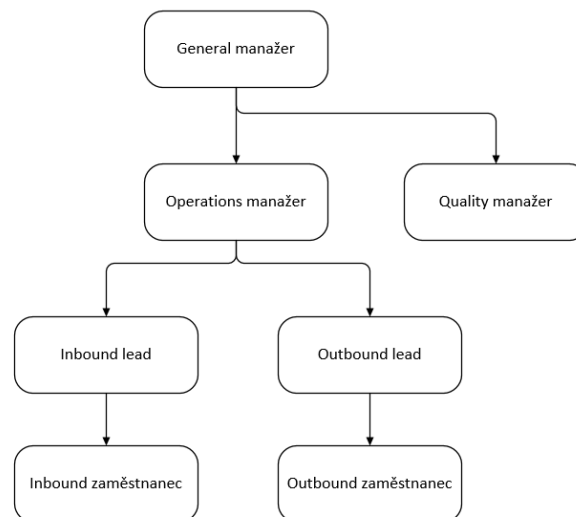 General manažer
Operations manažer
Quality manažer
Inbound lead
Outbound lead
Inbound zaměstnanec
Outbound zaměstnanec